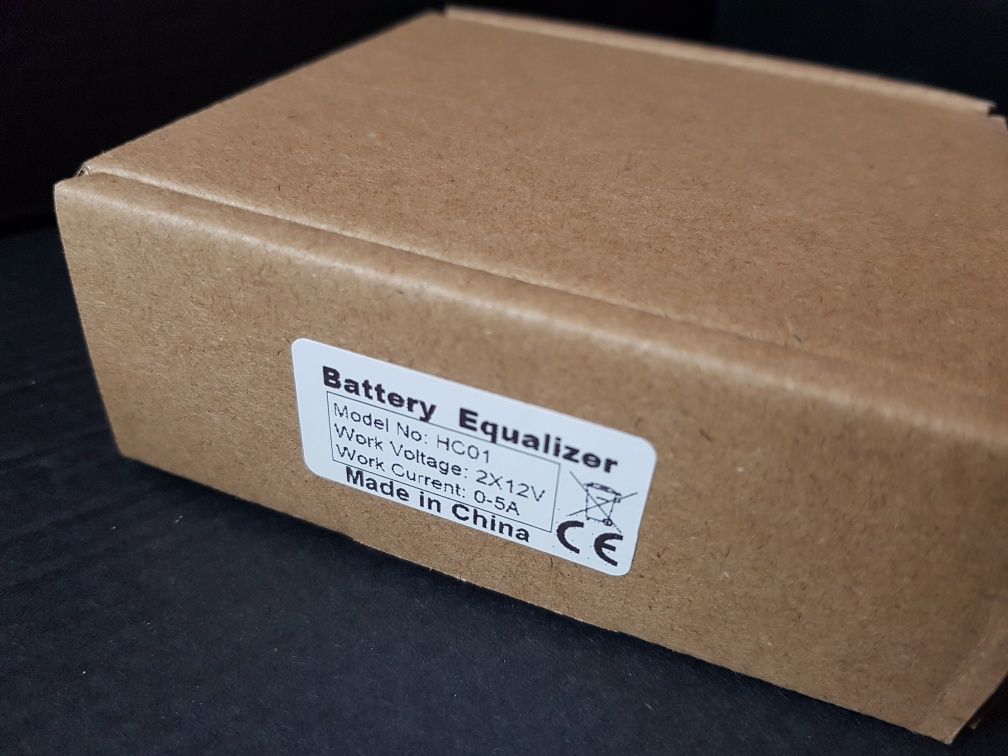 Battery Equalizer
Model No: HC01
Work Voltage: 2X12V
Work Current: 0-5A
Made in China
CE